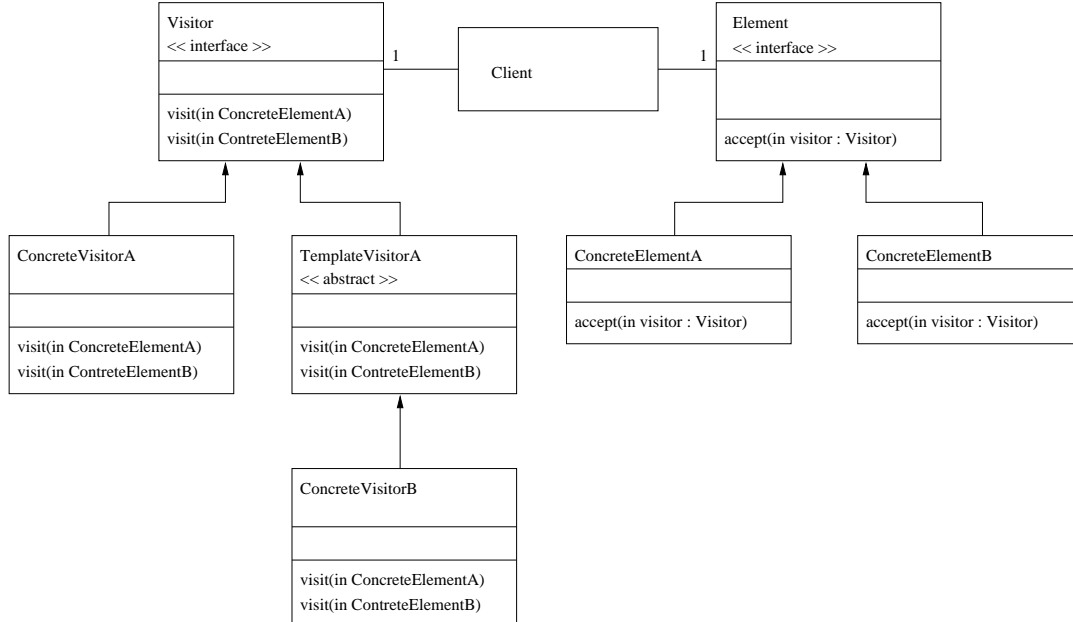 Visitor
<< interface >>
visit(in ConcreteElementA)
visit(in ContreteElementB)
1
Client
1
Element
<< interface >>
accept(in visitor : Visitor)
ConcreteVisitorA
visit(in ConcreteElementA)
visit(in ContreteElementB)
TemplateVisitorA
<< abstract >>
visit(in ConcreteElementA)
visit(in ContreteElementB)
ConcreteElementA
accept(in visitor : Visitor)
ConcreteElementB
accept(in visitor : Visitor)
ConcreteVisitorB
visit(in ConcreteElementA)
visit(in ContreteElementB)